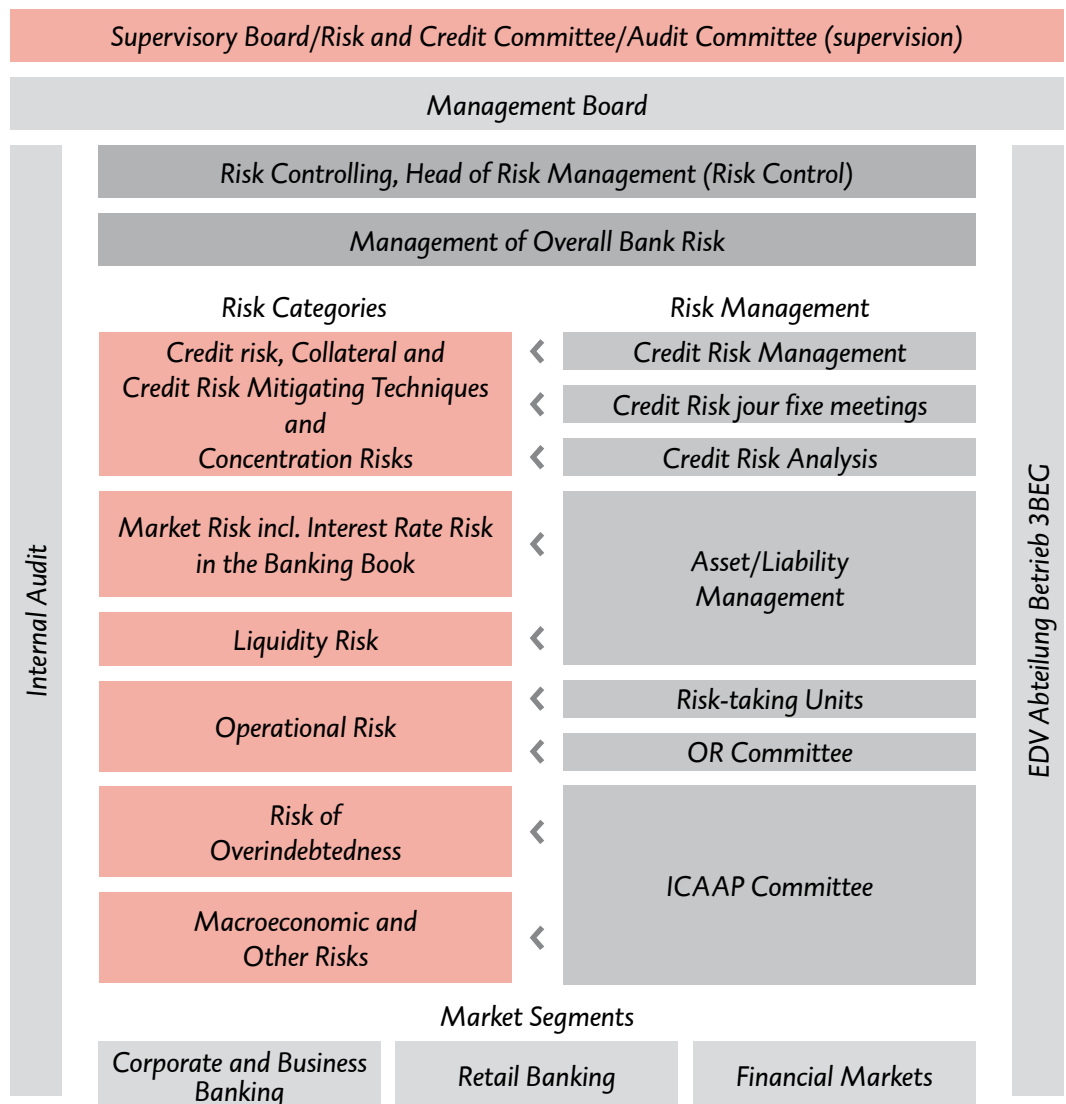 Supervisory Board/Risk and Credit Committee/Audit Committee (supervision)
Management Board
Internal Audit
Risk Controlling, Head of Risk Management (Risk Control)
Management of Overall Bank Risk
Risk Categories
Credit risk, Collateral and
Credit Risk Mitigating Techniques
and
Concentration Risks
Market Risk incl. Interest Rate Risk
in the Banking Book
Liquidity Risk
Operational Risk
Risk of
Overindebtedness
Macroeconomic and
Other Risks
Risk Management
Credit Risk Management
Credit Risk jour fixe meetings
Credit Risk Analysis
Asset/Liability
Management
Risk-taking Units
OR Committee
ICAAP Committee
EDV Abteilung Betrieb 3BEG
Market Segments
Corporate and Business
Banking
Retail Banking
Financial Markets